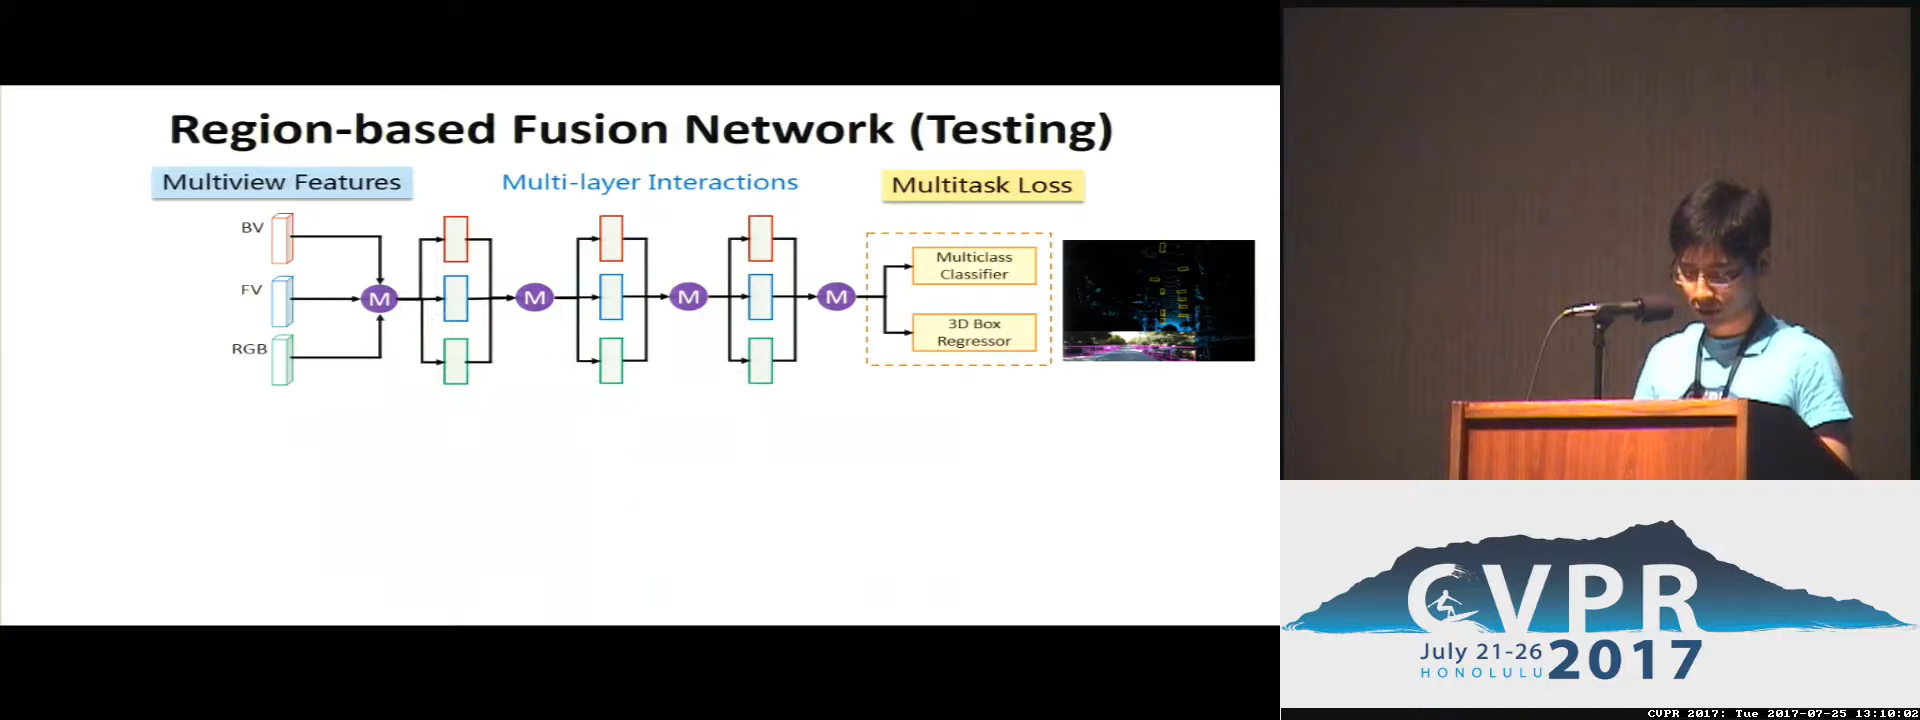 Region-based Fusion Network (Testing)
Multiview Features
Multi-layer Interactions
Multitask Loss
BV
FV
RGB
M
M
M
M
Multiclass
Classifier
3D Box
Regressor
CVPR
July 21-26
HONOLULU
2017
CVPR 2017: Tue 2017-07-25 13:10:02